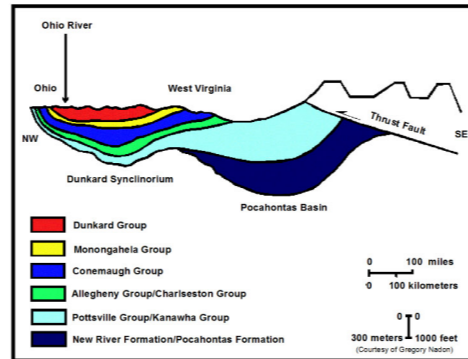 Ohio River
Ohio
West Virginia
Thrust Fault
NW
SE
Dunkard Synclinorium
Pocahontas Basin
Dunkard Group
Monongahela Group
Conemaugh Group
Allegheny Group/Charlseston Group
Pottsville Group/Kanawha Group
New River Formation/Pocahontas Formation
0 100 miles
0 100 kilometers
0 0
300 meters 1000 feet
(Courtesy of Gregory Nadon)